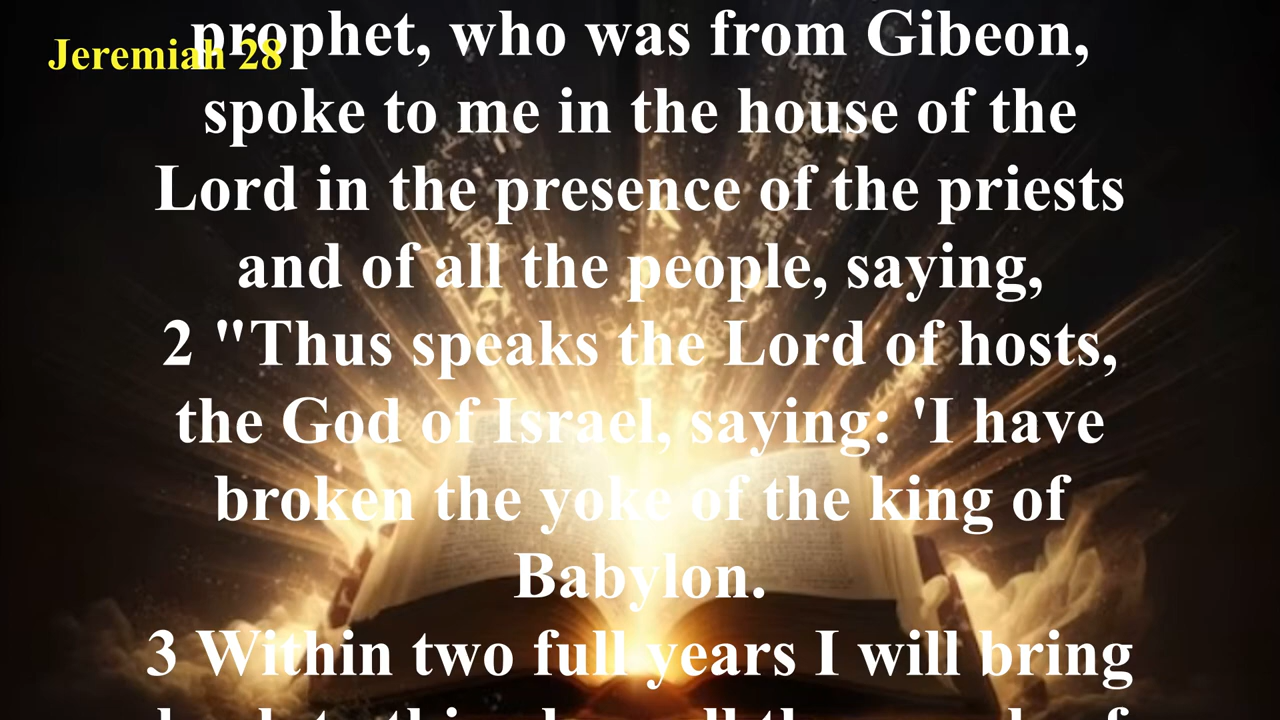 Jeremiah 28
prophet, who was from Gibeon,
spoke to me in the house of the
Lord in the presence of the priests
and of all the people, saying,
2 "Thus speaks the Lord of hosts,
the God of Israel, saying: 'I have
broken the yoke of the king of
Babylon.
3 Within two full years I will bring